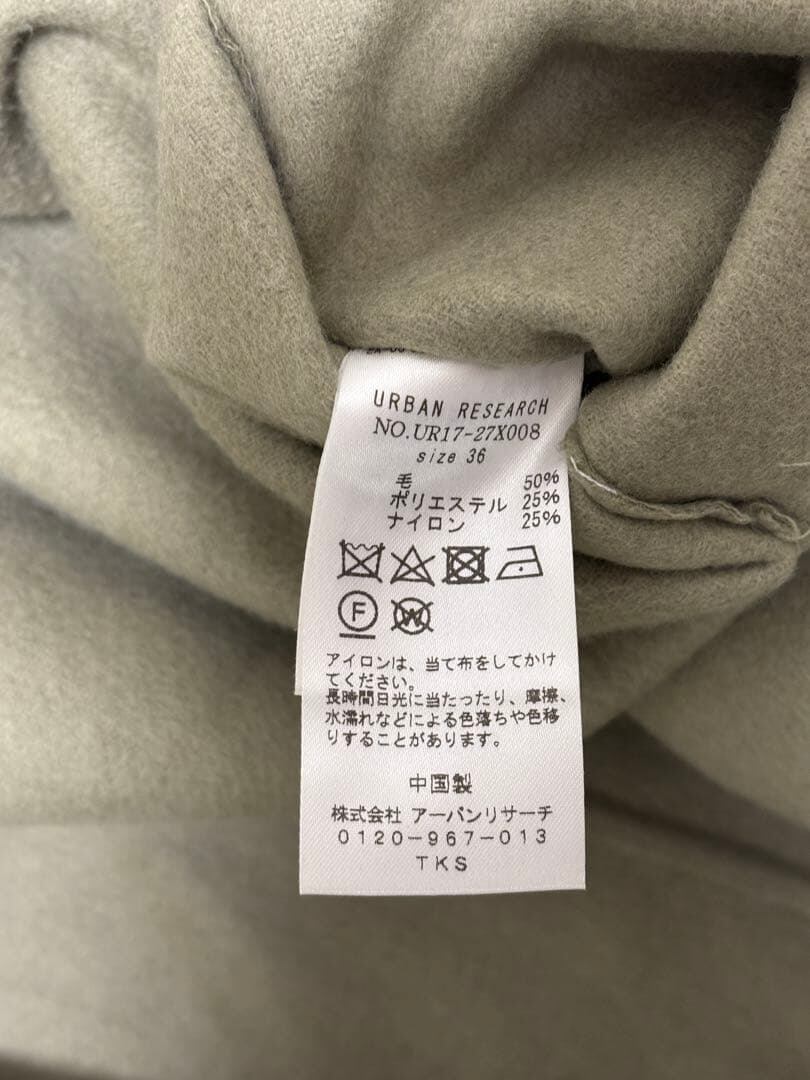 URBAN RESEARCH
NO.UR17-27X008
size 36
毛 50%
ポリエステル 25%
ナイロン 25%
F
W
アイロンは、当て布をしてかけ
てください。
長時間日光に当たったり、摩擦、
水濡れなどによる色落ちや色移
りすることがあります。
中国製
株式会社 アーバンリサーチ
0120-967-013
TKS